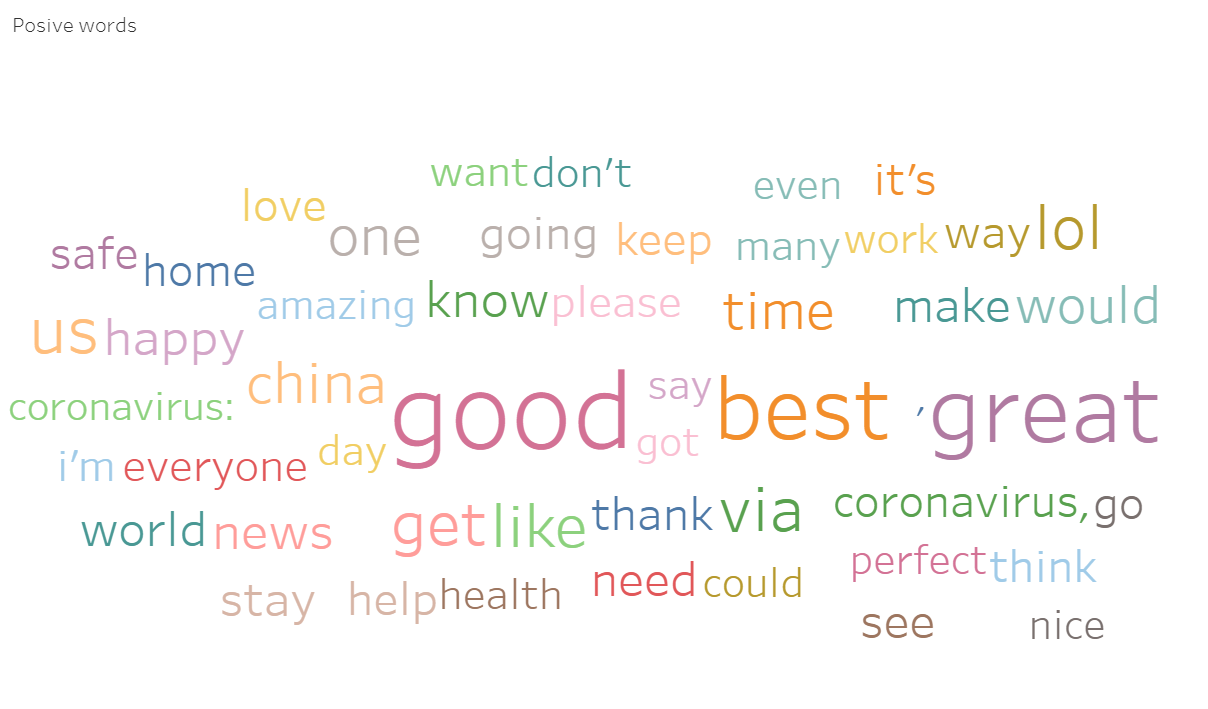 Posive words
want don’t
even it’s
love
one going keep many work way lol
safe home
amazing know please time make would
us happy
china good say best ’ great
coronavirus:
day got
i’m everyone
world news get like thank via coronavirus, go
perfect think
stay help health need could
see nice